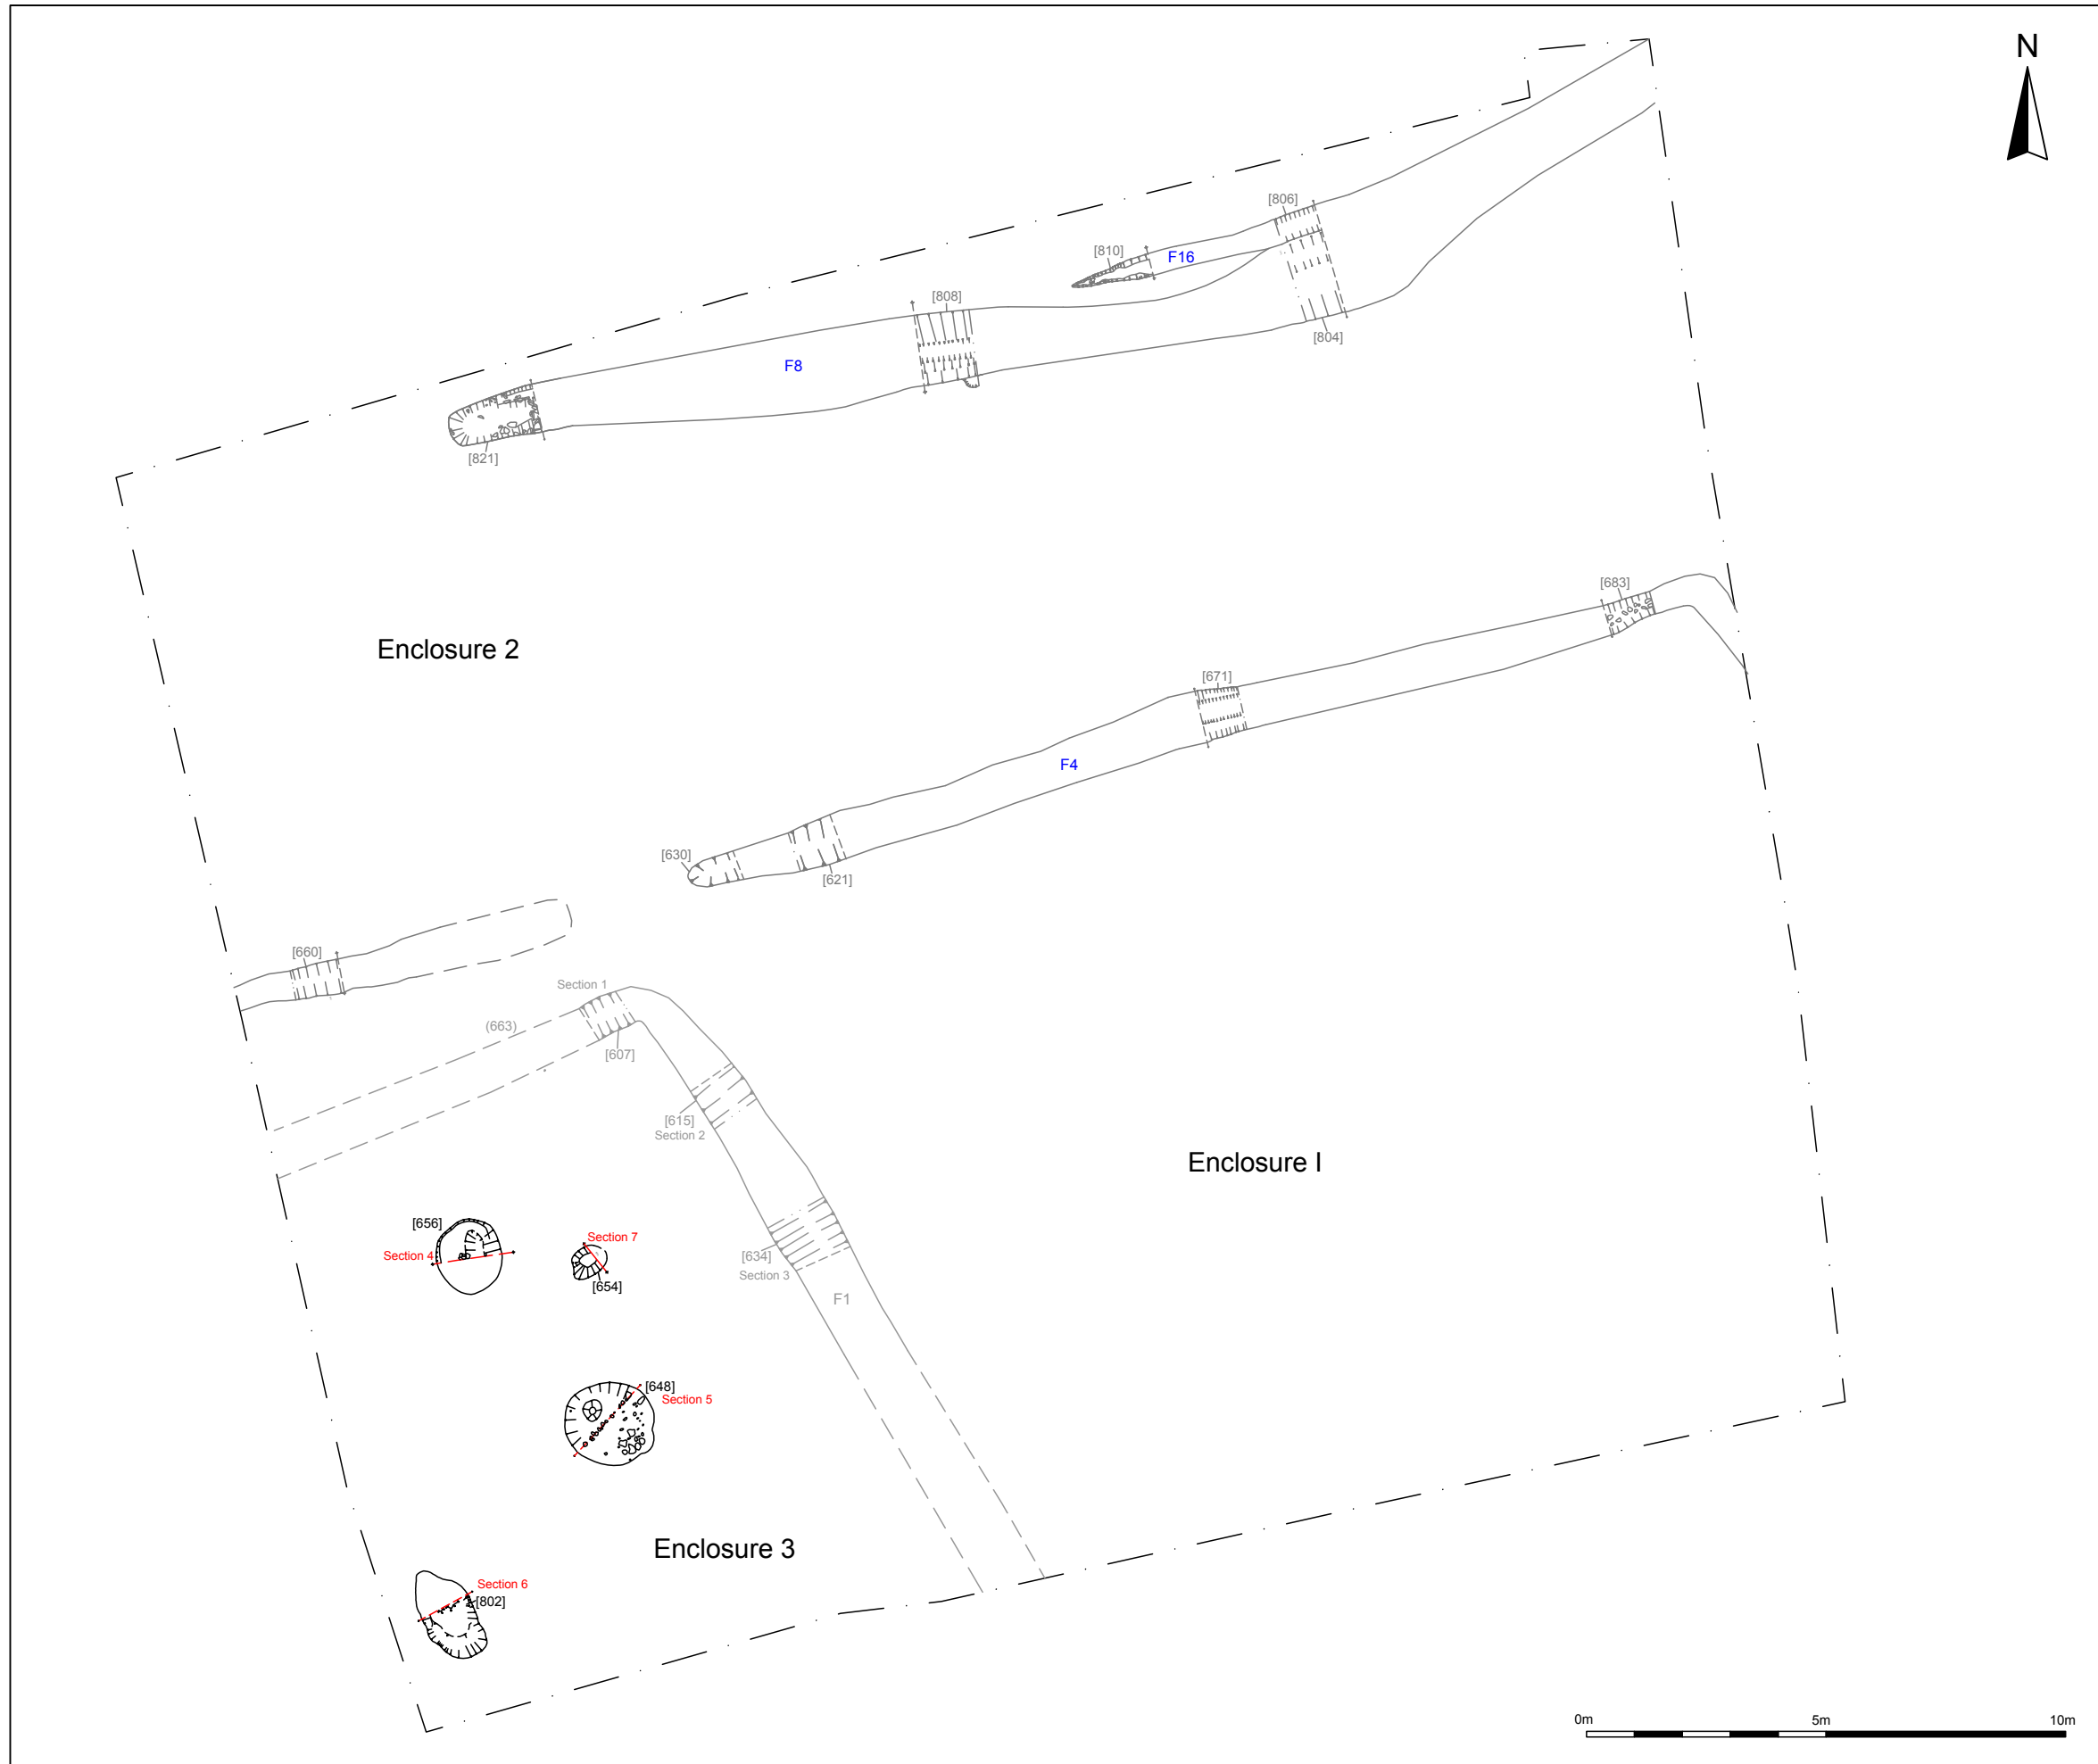 N
[806]
[810]
F16
[808]
[804]
F8
[821]
[683]
Enclosure 2
[671]
F4
[630]
[621]
[660]
Section 1
(663)
[607]
[615]
Section 2
Enclosure I
[656]
Section 4
Section 7
[654]
[634]
Section 3
F1
[648]
Section 5
Enclosure 3
Section 6
[802]
0m
5m
10m